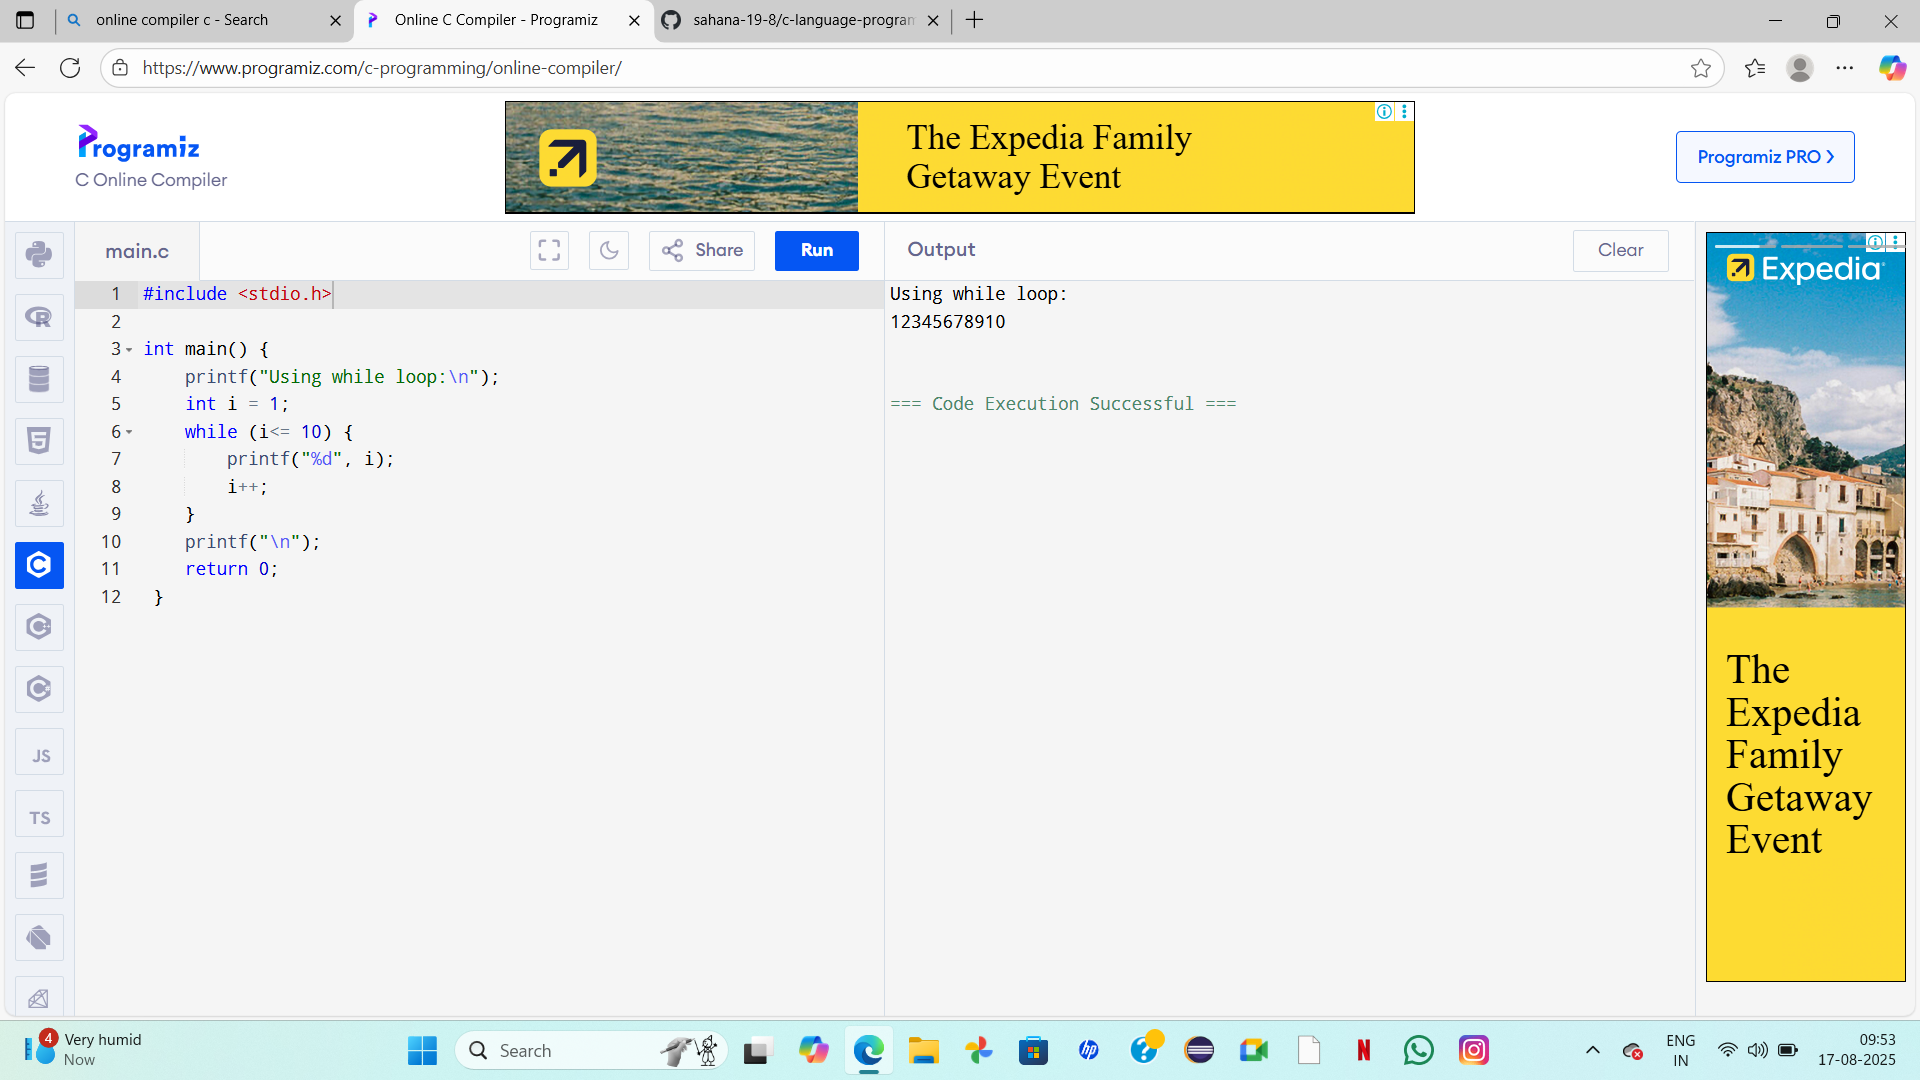 online compiler c - Search
Online C Compiler - Programiz
sahana-19-8/c-language-program
https://www.programiz.com/c-programming/online-compiler/
Programiz
C Online Compiler
The Expedia Family
Getaway Event
Programiz PRO
main.c
Share
Run
Output
Clear
1 #include <stdio.h>
2
3 int main() {
4 printf("Using while loop:\n");
5 int i = 1;
6 while (i<= 10) {
7 printf("%d", i);
8 i++;
9 }
10 printf("\n");
11 return 0;
12 }
Using while loop:
12345678910
=== Code Execution Successful ===
JS
TS
Expedia
The
Expedia
Family
Getaway
Event
4
Very humid
Now
Search
ENG
IN
09:53
17-08-2025